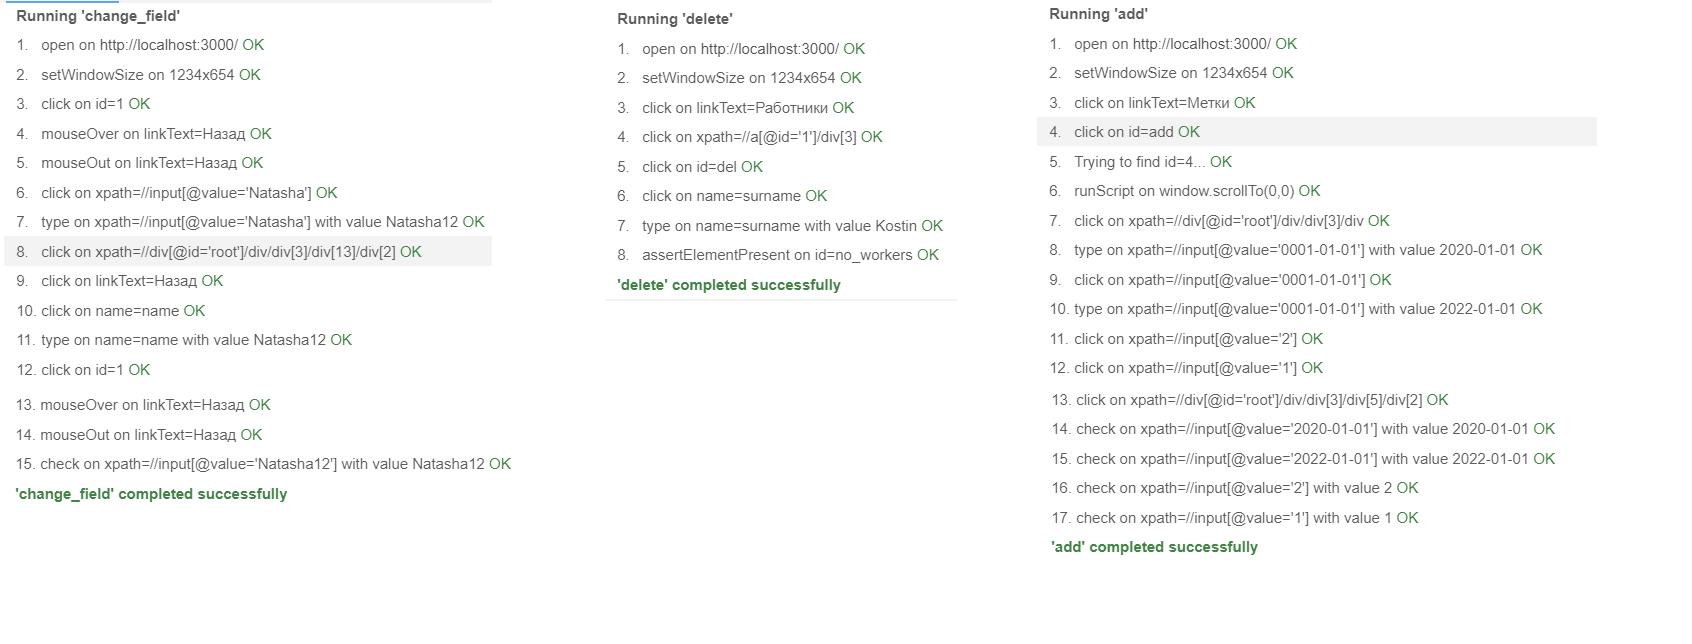 Running 'change_field'
1. open on http://localhost:3000/ OK
2. setWindowSize on 1234x654 OK
3. click on id=1 OK
4. mouseOver on linkText=Назад OK
5. mouseOut on linkText=Назад OK
6. click on xpath=//input[@value='Natasha'] OK
7. type on xpath=//input[@value='Natasha'] with value Natasha12 OK
8. click on xpath=//div[@id='root']/div/div[3]/div[13]/div[2] OK
9. click on linkText=Назад OK
10. click on name=name OK
11. type on name=name with value Natasha12 OK
12. click on id=1 OK
13. mouseOver on linkText=Назад OK
14. mouseOut on linkText=Назад OK
15. check on xpath=//input[@value='Natasha12'] with value Natasha12 OK
'change_field' completed successfully
Running 'delete'
1. open on http://localhost:3000/ OK
2. setWindowSize on 1234x654 OK
3. click on linkText=Работники OK
4. click on xpath=//a[@id='1']/div[3] OK
5. click on id=del OK
6. click on name=surname OK
7. type on name=surname with value Kostin OK
8. assertElementPresent on id=no_workers OK
'delete' completed successfully
Running 'add'
1. open on http://localhost:3000/ OK
2. setWindowSize on 1234x654 OK
3. click on linkText=Метки OK
4. click on id=add OK
5. Trying to find id=4... OK
6. runScript on window.scrollTo(0,0) OK
7. click on xpath=//div[@id='root']/div/div[3]/div OK
8. type on xpath=//input[@value='0001-01-01'] with value 2020-01-01 OK
9. click on xpath=//input[@value='0001-01-01'] OK
10. type on xpath=//input[@value='0001-01-01'] with value 2022-01-01 OK
11. click on xpath=//input[@value='2'] OK
12. click on xpath=//input[@value='1'] OK
13. click on xpath=//div[@id='root']/div/div[3]/div[5]/div[2] OK
14. check on xpath=//input[@value='2020-01-01'] with value 2020-01-01 OK
15. check on xpath=//input[@value='2022-01-01'] with value 2022-01-01 OK
16. check on xpath=//input[@value='2'] with value 2 OK
17. check on xpath=//input[@value='1'] with value 1 OK
'add' completed successfully